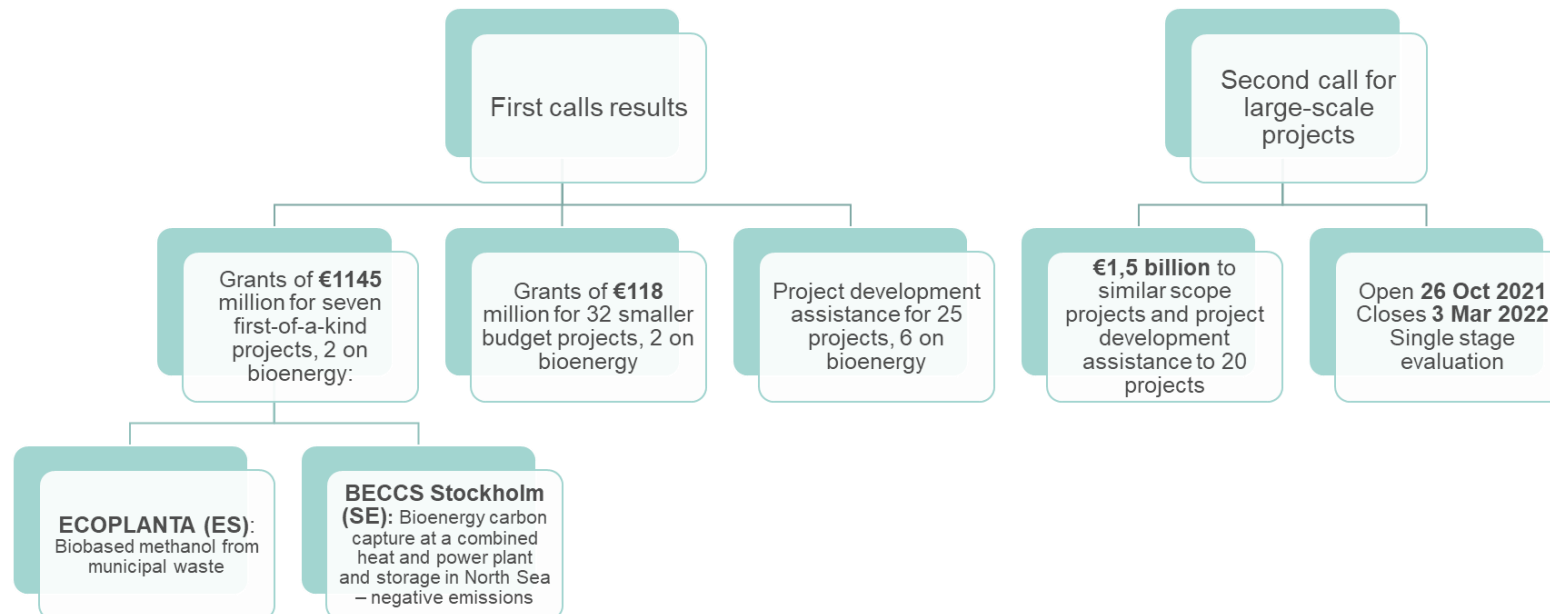 First calls results
Second call for
large-scale
projects
Grants of €1145
million for seven
first-of-a-kind
projects, 2 on
bioenergy:
Grants of €118
million for 32 smaller
budget projects, 2 on
bioenergy
Project development
assistance for 25
projects, 6 on
bioenergy
€1,5 billion to
similar scope
projects and project
development
assistance to 20
projects
Open 26 Oct 2021
Closes 3 Mar 2022
Single stage
evaluation
ECOPLANTA (ES):
Biobased methanol from
municipal waste
BECCS Stockholm
(SE): Bioenergy carbon
capture at a combined
heat and power plant
and storage in North Sea
– negative emissions